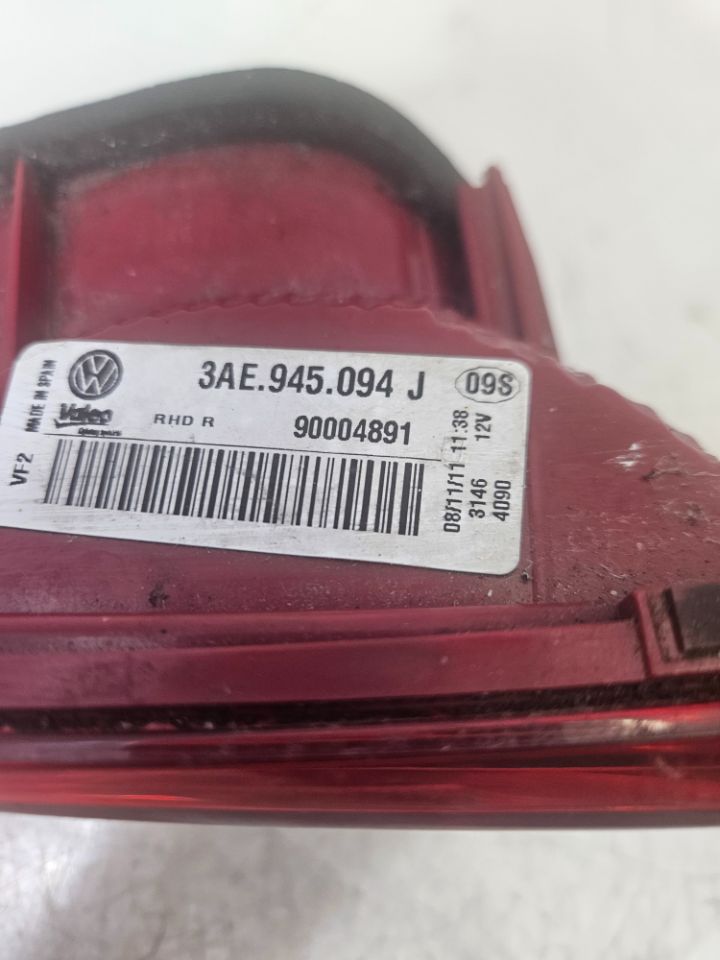 MADE IN SPAIN
3AE.945.094 J
09S
Valeo
RHD R
90004891
VF2
08/11/11 11:38
3146 12V
4090